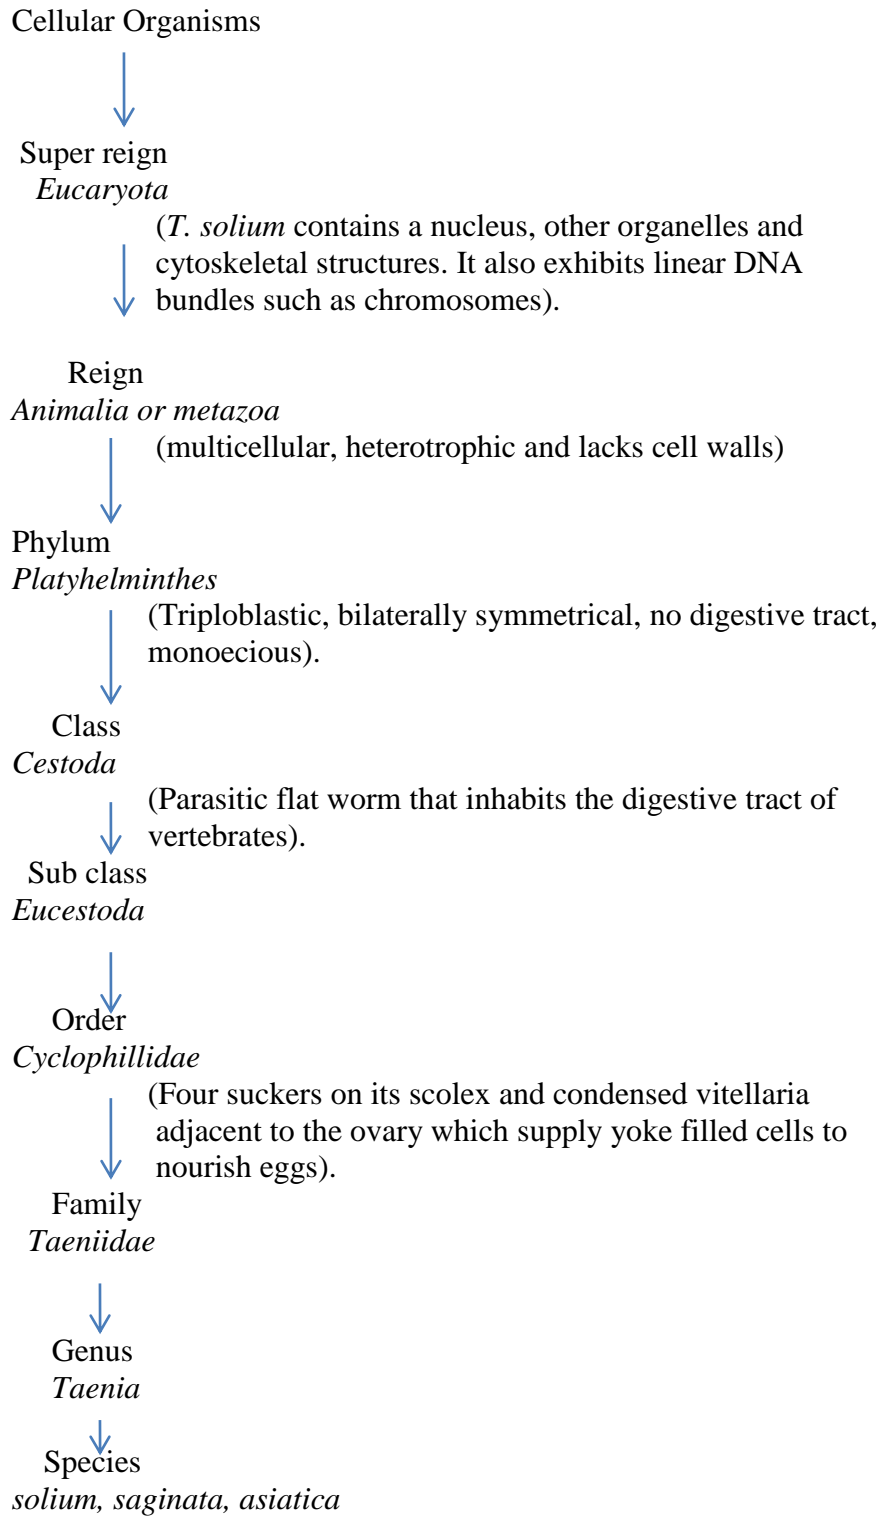 Cellular Organisms
Super reign
Eucaryota
(T. solium contains a nucleus, other organelles and
cytoskeletal structures. It also exhibits linear DNA
bundles such as chromosomes).
Reign
Animalia or metazoa
(multicellular, heterotrophic and lacks cell walls)
Phylum
Platyhelminthes
(Triploblastic, bilaterally symmetrical, no digestive tract,
monoecious).
Class
Cestoda
(Parasitic flat worm that inhabits the digestive tract of
vertebrates).
Sub class
Eucestoda
Order
Cyclophillidae
(Four suckers on its scolex and condensed vitellaria
adjacent to the ovary which supply yoke filled cells to
nourish eggs).
Family
Taeniidae
Genus
Taenia
Species
solium, saginata, asiatica